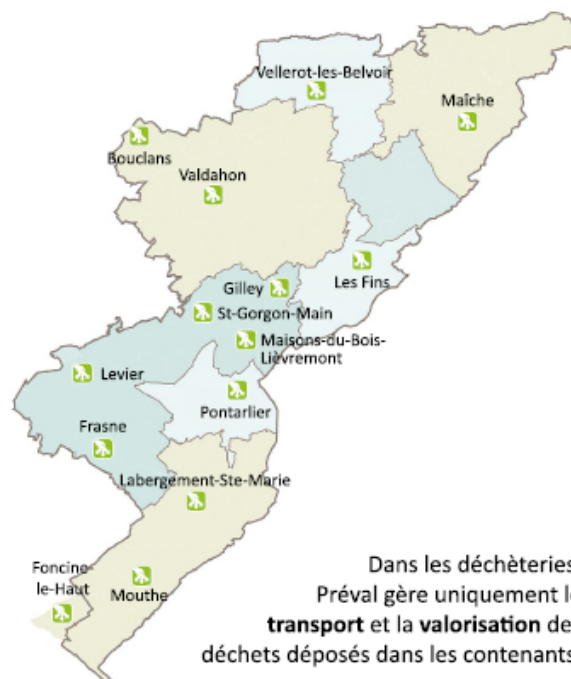 Vellerot-les-Belvoir
Maîche
Bouclans
Valdahon
Les Fins
Gilley
St-Gorgon-Main
Maisons-du-Bois-
Lièvremont
Levier
Pontarlier
Frasne
Labergement-Ste-Marie
Foncine-
le-Haut
Mouthe
Dans les déchèteries
Préval gère uniquement l
transport et la valorisation de
déchets déposés dans les contenants